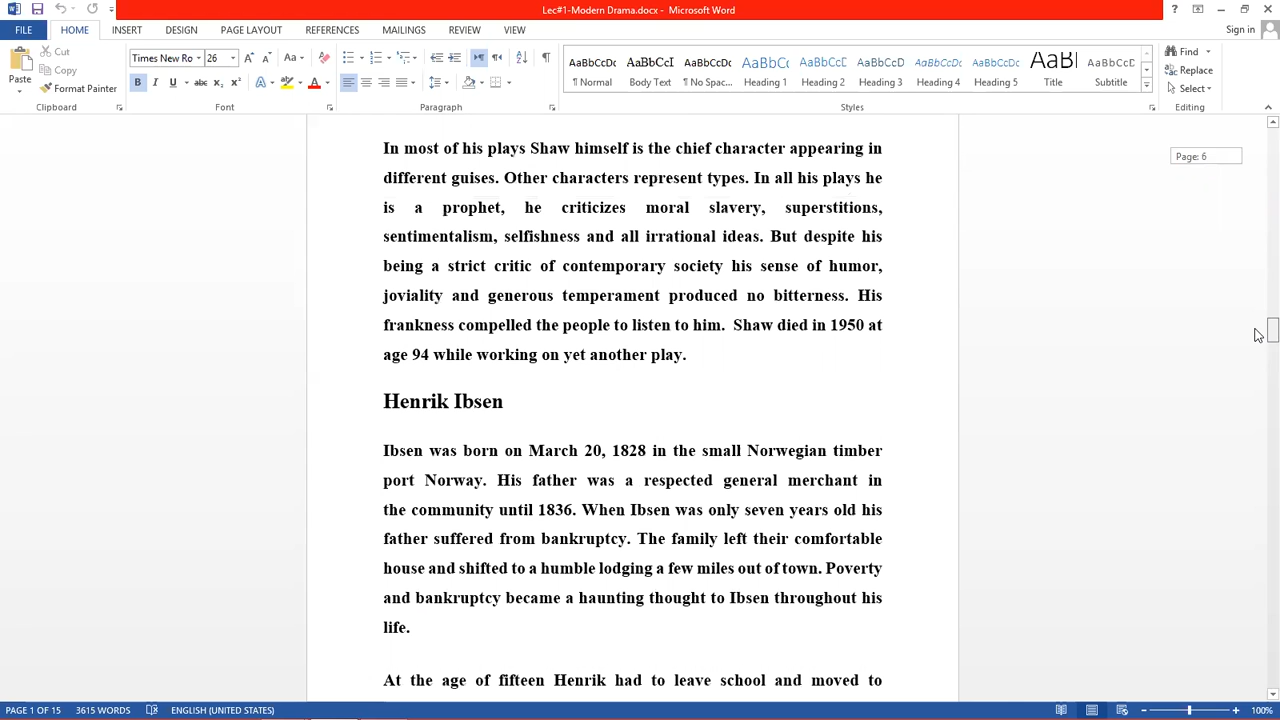 Lec#1-Modern Drama.docx - Microsoft Word
Sign in
FILE HOME INSERT DESIGN PAGE LAYOUT REFERENCES MAILINGS REVIEW VIEW
Paste
Cut
Copy
Format Painter
Clipboard
Times New Ro 26
Font
Paragraph
AaBbCcDc AaBbCcI AaBbCcDc AaBbC AaBbCc AaBbCcDc AaBbCcDc AaBbCcD AaBl AaBbCcD
¶ Normal Body Text ¶ No Spac... Heading 1 Heading 2 Heading 3 Heading 4 Heading 5 Title Subtitle
Styles
Find
Replace
Select
Editing
Page: 6
In most of his plays Shaw himself is the chief character appearing in
different guises. Other characters represent types. In all his plays he
is a prophet, he criticizes moral slavery, superstitions,
sentimentalism, selfishness and all irrational ideas. But despite his
being a strict critic of contemporary society his sense of humor,
joviality and generous temperament produced no bitterness. His
frankness compelled the people to listen to him. Shaw died in 1950 at
age 94 while working on yet another play.
Henrik Ibsen
Ibsen was born on March 20, 1828 in the small Norwegian timber
port Norway. His father was a respected general merchant in
the community until 1836. When Ibsen was only seven years old his
father suffered from bankruptcy. The family left their comfortable
house and shifted to a humble lodging a few miles out of town. Poverty
and bankruptcy became a haunting thought to Ibsen throughout his
life.
At the age of fifteen Henrik had to leave school and moved to
PAGE 1 OF 15 3615 WORDS ENGLISH (UNITED STATES) 100%